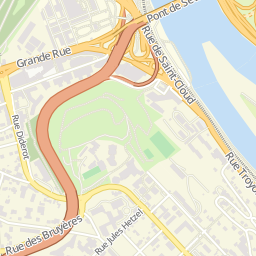 Pont de Sè
Grande Rue
Rue de Saint-Cloud
Rue Diderot
Rue Troyo
Rue Jules Hetzel
Rue des Bruyères